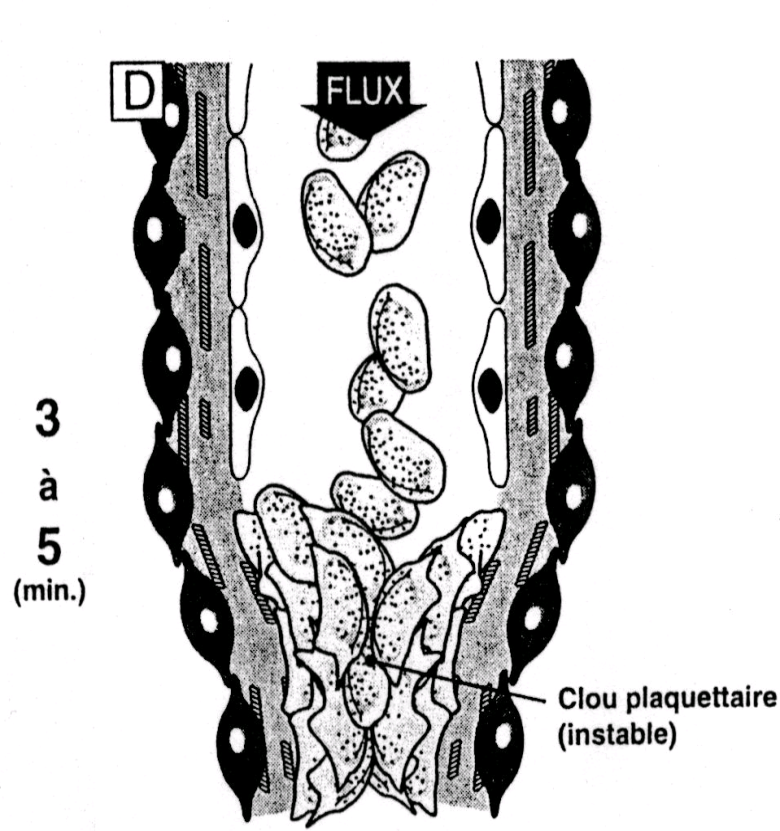 D
FLUX
3
à
5
(min.)
Clou plaquettaire
(instable)